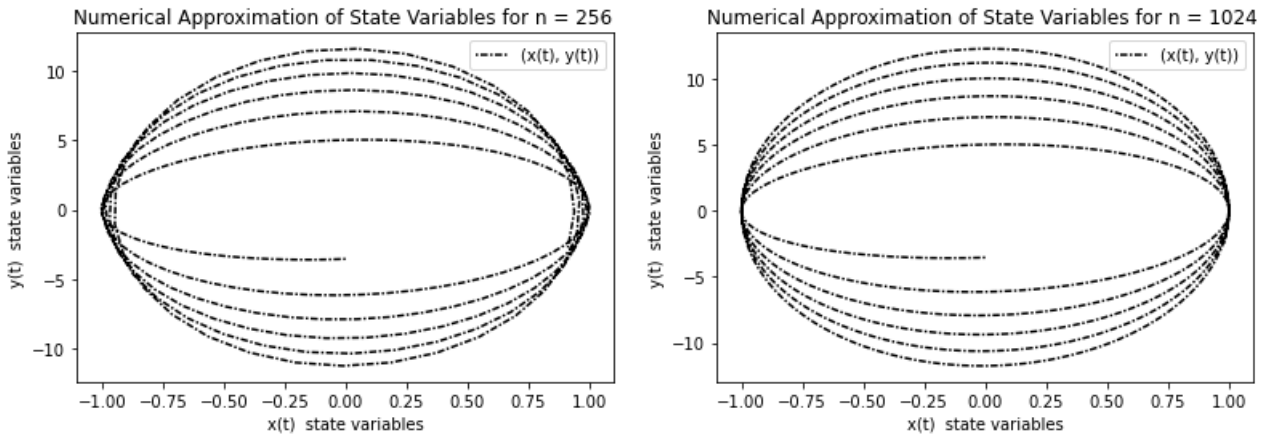 Numerical Approximation of State Variables for n = 256
(x(t), y(t))
10
5
0
−5
−10
y(t) state variables
−1.00 −0.75 −0.50 −0.25 0.00 0.25 0.50 0.75 1.00
x(t) state variables
Numerical Approximation of State Variables for n = 1024
(x(t), y(t))
10
5
0
−5
−10
y(t) state variables
−1.00 −0.75 −0.50 −0.25 0.00 0.25 0.50 0.75 1.00
x(t) state variables